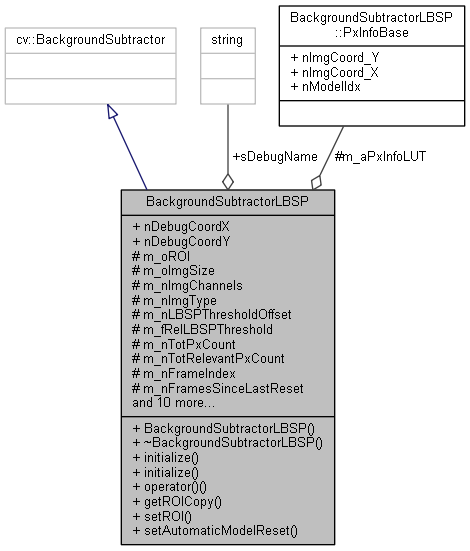 cv::BackgroundSubtractor
string
BackgroundSubtractorLBSP
::PxInfoBase
+ nImgCoord_Y
+ nImgCoord_X
+ nModelIdx
+sDebugName
#m_aPxInfoLUT
BackgroundSubtractorLBSP
+ nDebugCoordX
+ nDebugCoordY
# m_oROI
# m_oImgSize
# m_nImgChannels
# m_nImgType
# m_nLBSPThresholdOffset
# m_fRelLBSPThreshold
# m_nTotPxCount
# m_nTotRelevantPxCount
# m_nFrameIndex
# m_nFramesSinceLastReset
and 10 more...
+ BackgroundSubtractorLBSP()
+ ~BackgroundSubtractorLBSP()
+ initialize()
+ initialize()
+ operator()()
+ getROICopy()
+ setROI()
+ setAutomaticModelReset()